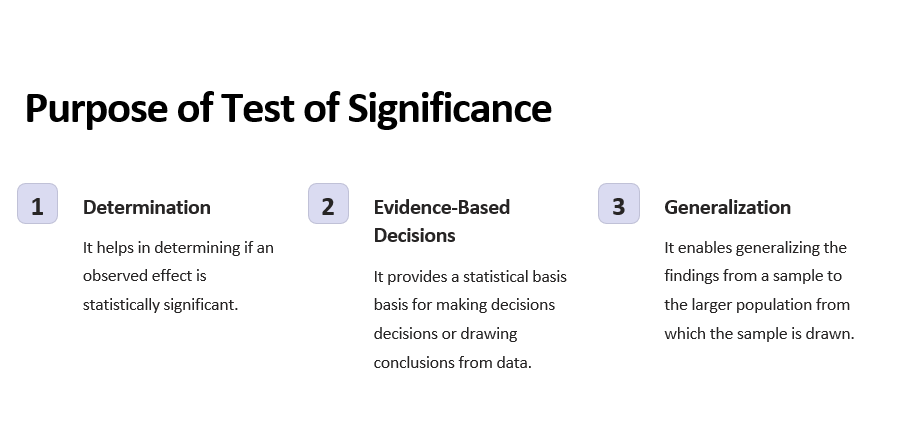 Purpose of Test of Significance
1
Determination
It helps in determining if an
observed effect is
statistically significant.
2
Evidence-Based
Decisions
It provides a statistical basis
basis for making decisions
decisions or drawing
conclusions from data.
3
Generalization
It enables generalizing the
findings from a sample to
the larger population from
which the sample is drawn.